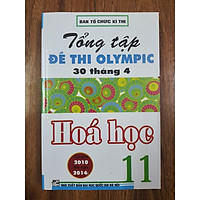 BAN TỔ CHỨC KÌ THI
Tổng tập
ĐỀ THI OLYMPIC
30 tháng 4
Hoá học
2010
2016
11
NHÀ XUẤT BẢN ĐẠI HỌC QUỐC GIA HÀ NỘI